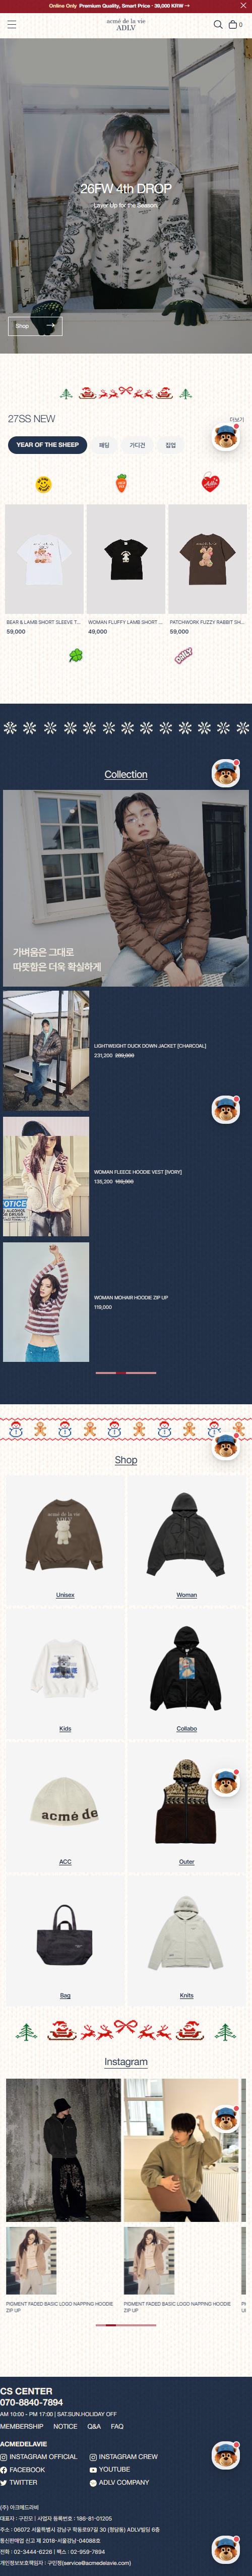 Online Only Premium Quality, Smart Price · 39,000 KRW →
acmé de la vie
ADLV
0
26FW 4th DROP
Layer Up for the Season.
Shop
27SS NEW
더보기
YEAR OF THE SHEEP 패딩 가디건 집업
BEAR & LAMB SHORT SLEEVE T...
59,000
WOMAN FLUFFY LAMB SHORT ...
49,000
PATCHWORK FUZZY RABBIT SH...
59,000
Collection
가벼움은 그대로
따뜻함은 더욱 확실하게
LIGHTWEIGHT DUCK DOWN JACKET [CHARCOAL]
231,200 289,000
NOTICE
WOMAN FLEECE HOODIE VEST [IVORY]
135,200 169,000
WOMAN MOHAIR HOODIE ZIP UP
119,000
Shop
acme de la vie
Unisex
Woman
Kids
Collabo
acmé de
ACC
Outer
Bag
Knits
Instagram
PIGMENT FADED BASIC LOGO NAPPING HOODIE
ZIP UP
PIGMENT FADED BASIC LOGO NAPPING HOODIE
ZIP UP
CS CENTER
070-8840-7894
AM 10:00 - PM 17:00 | SAT.SUN.HOLIDAY OFF
MEMBERSHIP NOTICE Q&A FAQ
ACMEDELAVIE
INSTAGRAM OFFICIAL INSTAGRAM CREW
FACEBOOK YOUTUBE
TWITTER ADLV COMPANY
(주) 아크메드라비
대표자 : 구진모 | 사업자 등록번호 : 188-81-01205
주소 : 06072 서울특별시 강남구 학동로97길 30 (청담동) ADLV빌딩 6층
통신판매업 신고 제 2018-서울강남-04088호
전화 : 02-3444-6226 | 팩스 : 02-959-7894
개인정보보호책임자 : 구민정(service@acmedelavie.com)